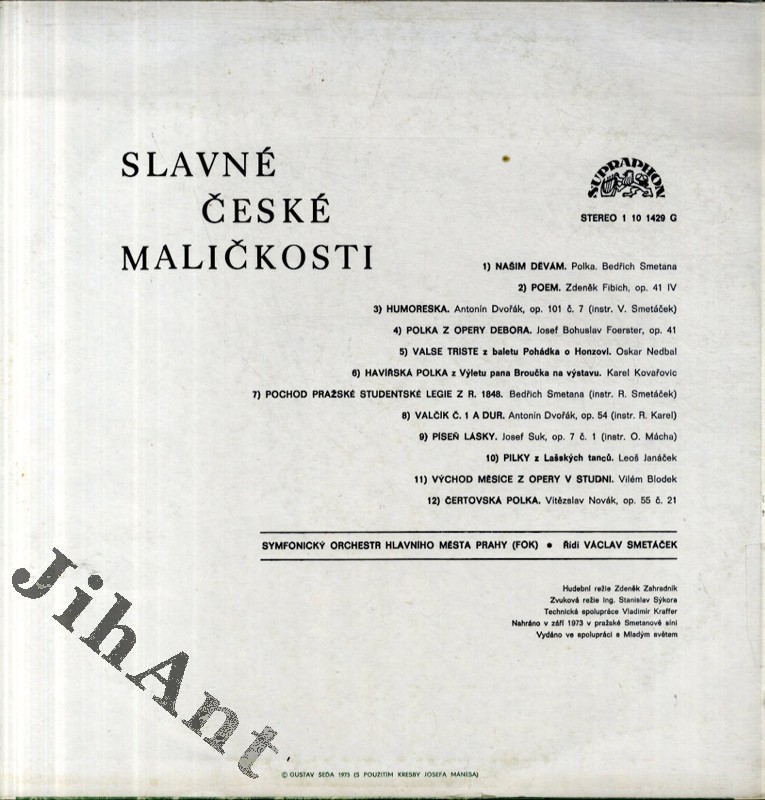 SLAVNÉ
ČESKÉ
MALIČKOSTI
SUPRAPHON
STEREO 1 10 1429 G
1) NAŠIM DĚVÁM. Polka. Bedřich Smetana
2) POEM. Zdeněk Fibich, op. 41 IV
3) HUMORESKA. Antonín Dvořák, op. 101 č. 7 (instr. V. Smetáček)
4) POLKA Z OPERY DEBORA. Josef Bohuslav Foerster, op. 41
5) VALSE TRISTE z baletu Pohádka o Honzovi. Oskar Nedbal
6) HAVÍŘSKÁ POLKA z Výletu pana Broučka na výstavu. Karel Kovařovic
7) POCHOD PRAŽSKÉ STUDENTSKÉ LEGIE Z R. 1848. Bedřich Smetana (instr. R. Smetáček)
8) VALČÍK Č. 1 A DUR. Antonín Dvořák, op. 54 (instr. R. Karel)
9) PÍSEŇ LÁSKY. Josef Suk, op. 7 č. 1 (instr. O. Mácha)
10) PILKY z Lašských tanců. Leoš Janáček
11) VÝCHOD MĚSÍCE Z OPERY V STUDNI. Vilém Blodek
12) ČERTOVSKÁ POLKA. Vítězslav Novák, op. 55 č. 21
SYMFONICKÝ ORCHESTR HLAVNÍHO MĚSTA PRAHY (FOK) ● Řídí VÁCLAV SMETÁČEK
Hudební režie Zdeněk Zahradník
Zvuková režie Ing. Stanislav Sýkora
Technická spolupráce Vladimír Kraffer
Nahráno v září 1973 v pražské Smetanově síni
Vydáno ve spolupráci s Mladým světem
JihAnt
© GUSTAV ŠEDA 1973 (S POUŽITÍM KRESBY JOSEFA MÁNESA)